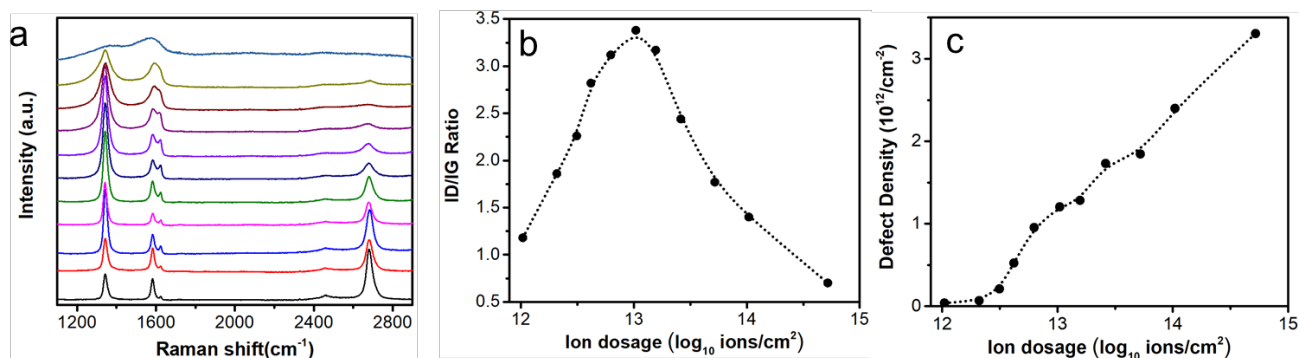 a
Intensity (a.u.)
1200 1600 2000 2400 2800
Raman shift(cm⁻¹)
b
ID/IG Ratio
3.5
3.0
2.5
2.0
1.5
1.0
0.5
12 13 14 15
Ion dosage (log₁₀ ions/cm²)
c
Defect Density (10¹²/cm⁻²)
3
2
1
0
12 13 14 15
Ion dosage (log₁₀ ions/cm²)